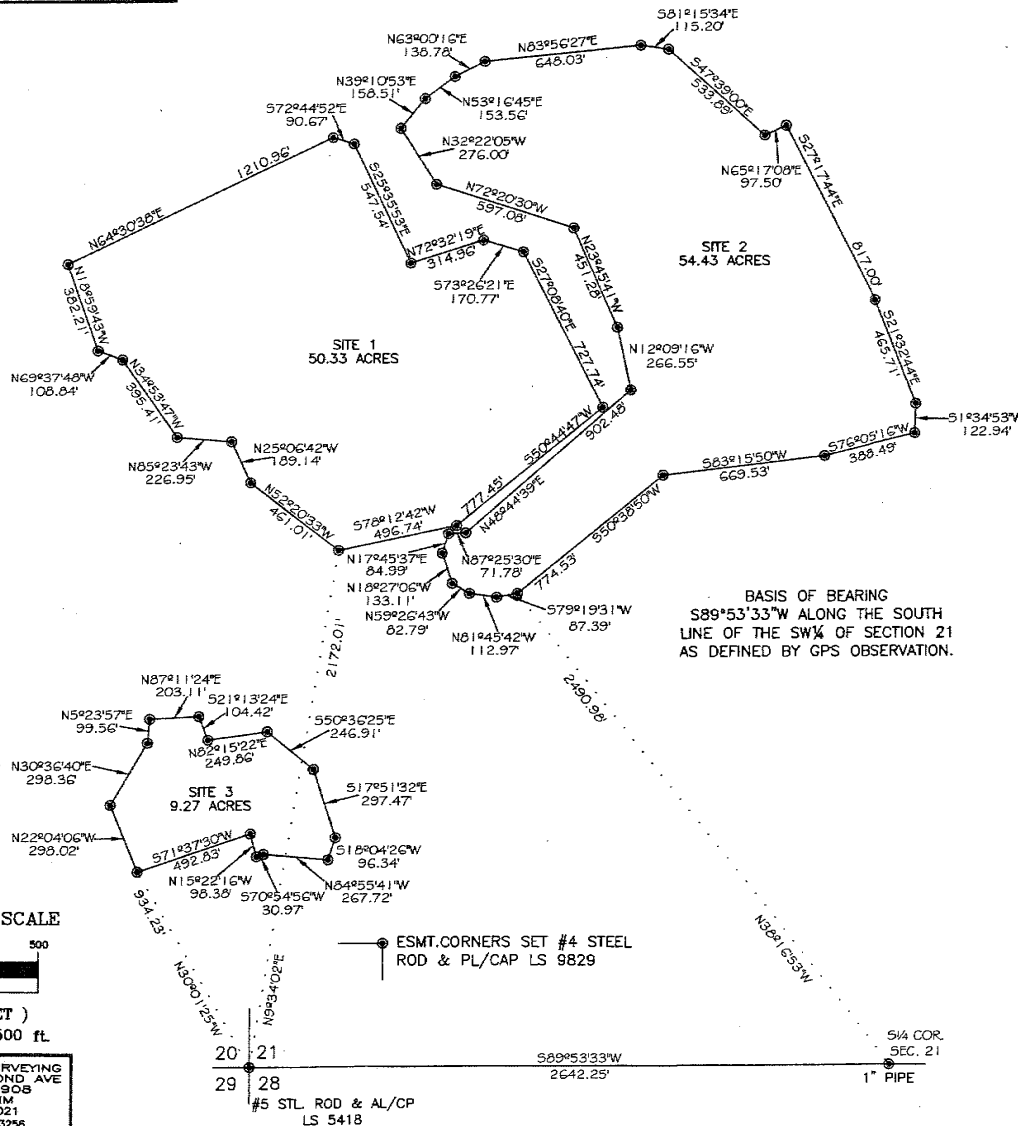 S81°15'34"E
115.20'
N63°00'16"E
138.78'
N83°56'27"E
648.03'
N39°10'53"E
158.51'
N53°16'45"E
153.56'
S47°39'00"E
533.89'
S72°44'52"E
90.67'
N32°22'05"W
276.00'
N65°17'08"E
97.50'
1210.96'
N64°30'38"E
S25°35'53"E
547.54'
N72°20'30"W
597.08'
S27°17'44"E
817.00'
N72°32'19"E
314.96'
S73°26'21"E
170.77'
N23°45'41"W
451.28'
SITE 2
54.43 ACRES
N18°59'43"W
382.21'
S27°08'40"E
727.74'
S21°32'44"E
465.71'
SITE 1
50.33 ACRES
N12°09'16"W
266.55'
N69°37'48"W
108.84'
N34°53'47"W
395.41'
S1°34'53"W
122.94'
N25°06'42"W
189.14'
N85°23'43"W
226.95'
S50°44'47"W
777.45'
902.48'
N48°44'39"E
S83°15'50"W
669.53'
S76°05'16"W
388.49'
N52°20'33"W
461.01'
S78°12'42"W
496.74'
S50°38'50"W
774.53'
N17°45'37"E
84.99'
N87°25'30"E
71.78'
N18°27'06"W
133.11'
N59°26'43"W
82.79'
S79°19'31"W
87.39'
N81°45'42"W
112.97'
BASIS OF BEARING
S89°53'33"W ALONG THE SOUTH
LINE OF THE SW¼ OF SECTION 21
AS DEFINED BY GPS OBSERVATION.
2172.01'
2490.98'
N87°11'24"E
203.11'
S21°13'24"E
104.42'
N5°23'57"E
99.56'
S50°36'25"E
246.91'
N82°15'22"E
249.86'
N30°36'40"E
298.36'
S17°51'32"E
297.47'
SITE 3
9.27 ACRES
N22°04'06"W
298.02'
S71°37'30"W
492.83'
S18°04'26"W
96.34'
N15°22'16"W
98.38'
S70°54'56"W
30.97'
N84°55'41"W
267.72'
934.23'
N30°01'25"W
N9°34'02"E
N38°16'53"W
SCALE
500
ESMT.CORNERS SET #4 STEEL
ROD & PL/CAP LS 9829
ET )
500 ft.
RVEYING
OND AVE
908
IM
021
3256
20 21
29 28
S89°53'33"W
2642.25'
S1/4 COR.
SEC. 21
1" PIPE
#5 STL. ROD & AL/CP
LS 5418